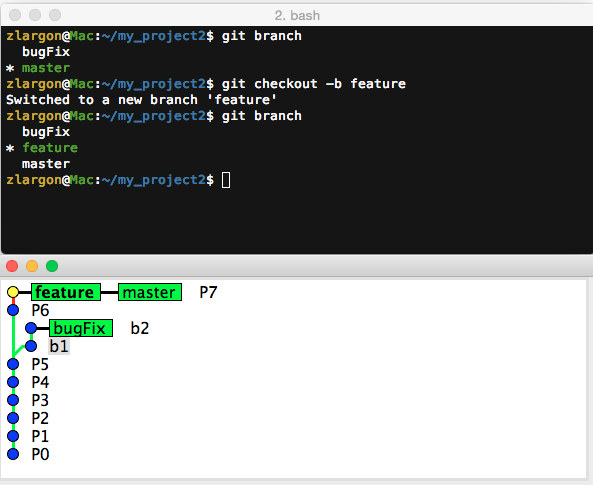 2. bash
zlargon@Mac:~/my_project2$ git branch
  bugFix
* master
zlargon@Mac:~/my_project2$ git checkout -b feature
Switched to a new branch 'feature'
zlargon@Mac:~/my_project2$ git branch
  bugFix
* feature
  master
zlargon@Mac:~/my_project2$
feature master P7
P6
bugFix b2
b1
P5
P4
P3
P2
P1
P0